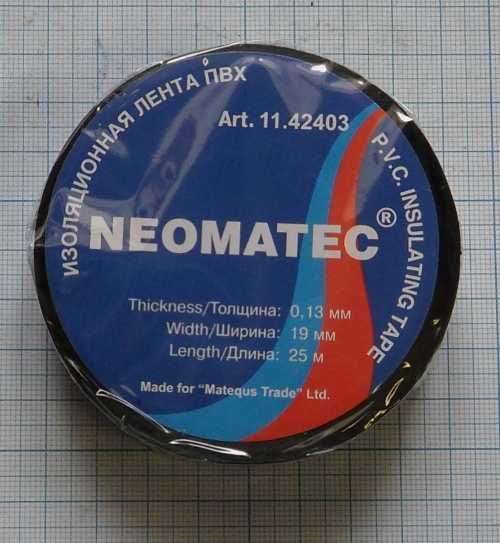 ИЗОЛЯЦИОННАЯ ЛЕНТА ПВХ
Art. 11.42403
P.V.C. INSULATING TAPE
NEOMATEC®
Thickness/Толщина: 0,13 мм
Width/Ширина: 19 мм
Length/Длина: 25 м
Made for "Matequs Trade" Ltd.